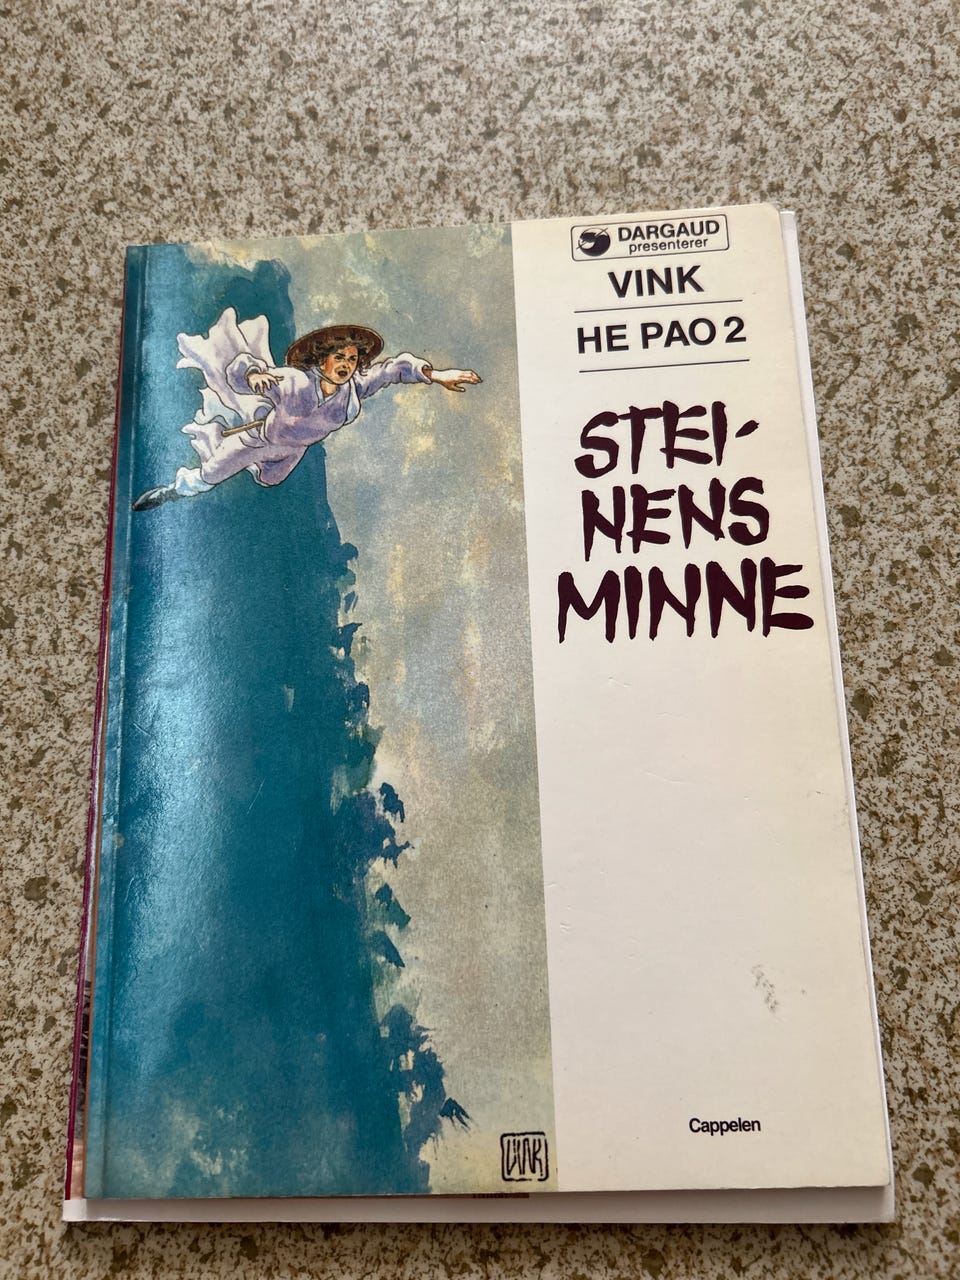 DARGAUD
presenterer
VINK
HE PAO 2
STEI-
NENS
MINNE
Cappelen
VINK